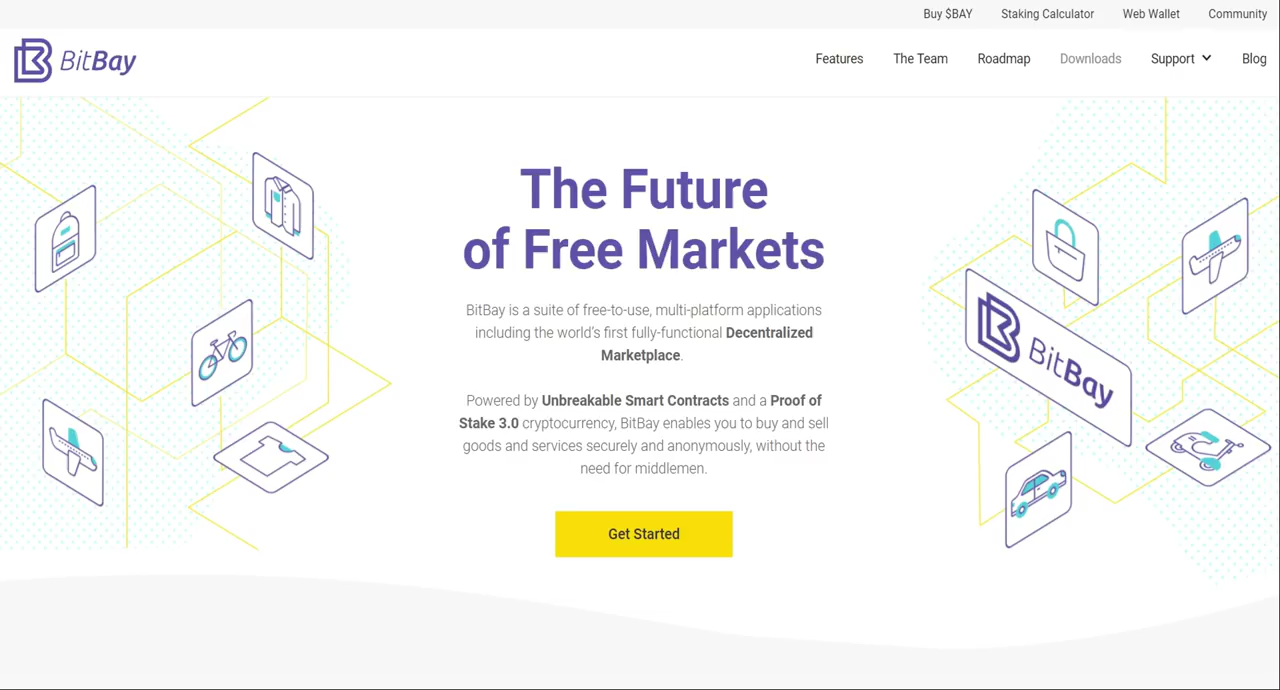 Buy $BAY Staking Calculator Web Wallet Community
BitBay Features The Team Roadmap Downloads Support Blog
The Future
of Free Markets
BitBay is a suite of free-to-use, multi-platform applications
including the world's first fully-functional Decentralized
Marketplace.
Powered by Unbreakable Smart Contracts and a Proof of
Stake 3.0 cryptocurrency, BitBay enables you to buy and sell
goods and services securely and anonymously, without the
need for middlemen.
BitBay
Get Started